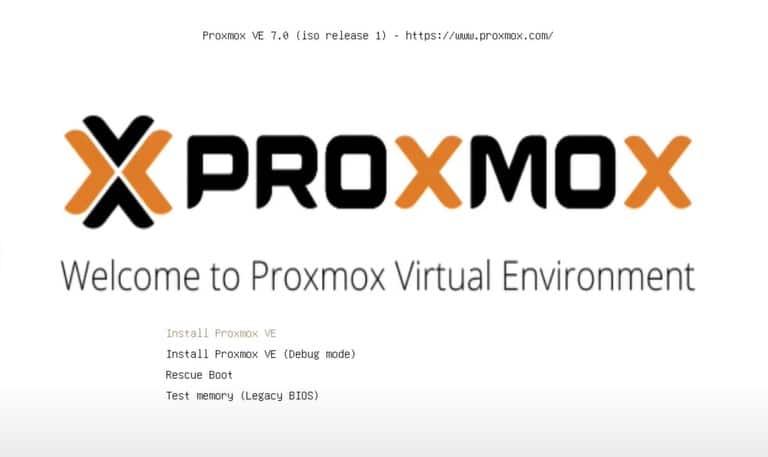 Proxmox VE 7.0 (iso release 1) - https://www.proxmox.com/
PROXMOX
Welcome to Proxmox Virtual Environment
Install Proxmox VE
Install Proxmox VE (Debug mode)
Rescue Boot
Test memory (Legacy BIOS)